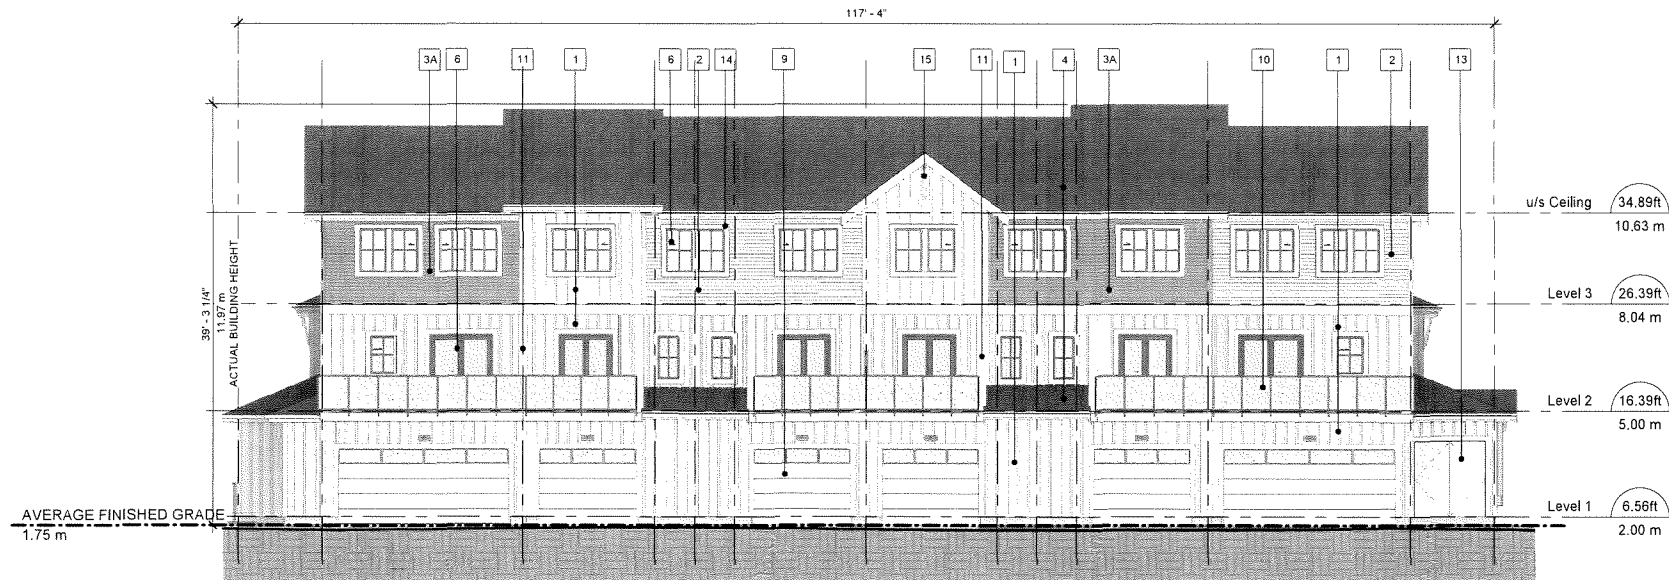 117' - 4"
3A 6 11 1 6 2 14 9 15 11 1 4 3A 10 1 2 13
u/s Ceiling 34.89ft
10.63 m
39' - 3 1/4"
11.97 m
ACTUAL BUILDING HEIGHT
Level 3 26.39ft
8.04 m
Level 2 16.39ft
5.00 m
Level 1 6.56ft
2.00 m
AVERAGE FINISHED GRADE
1.75 m